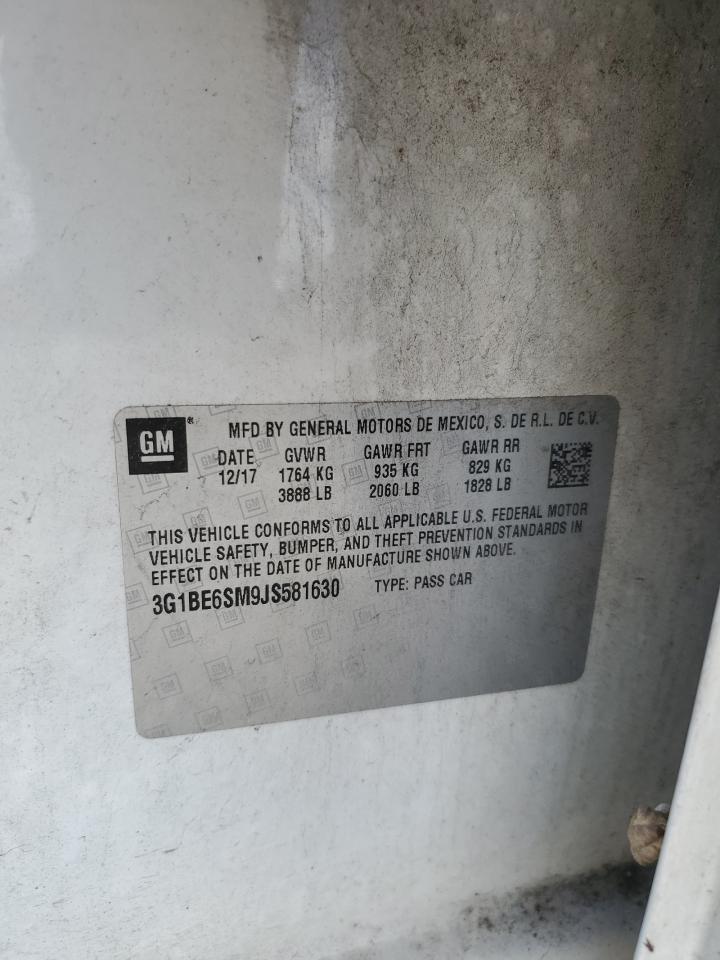 GM ®
MFD BY GENERAL MOTORS DE MEXICO, S. DE R.L. DE C.V.
DATE GVWR GAWR FRT GAWR RR
12/17 1764 KG 935 KG 829 KG
3888 LB 2060 LB 1828 LB
THIS VEHICLE CONFORMS TO ALL APPLICABLE U.S. FEDERAL MOTOR
VEHICLE SAFETY, BUMPER, AND THEFT PREVENTION STANDARDS IN
EFFECT ON THE DATE OF MANUFACTURE SHOWN ABOVE.
3G1BE6SM9JS581630 TYPE: PASS CAR